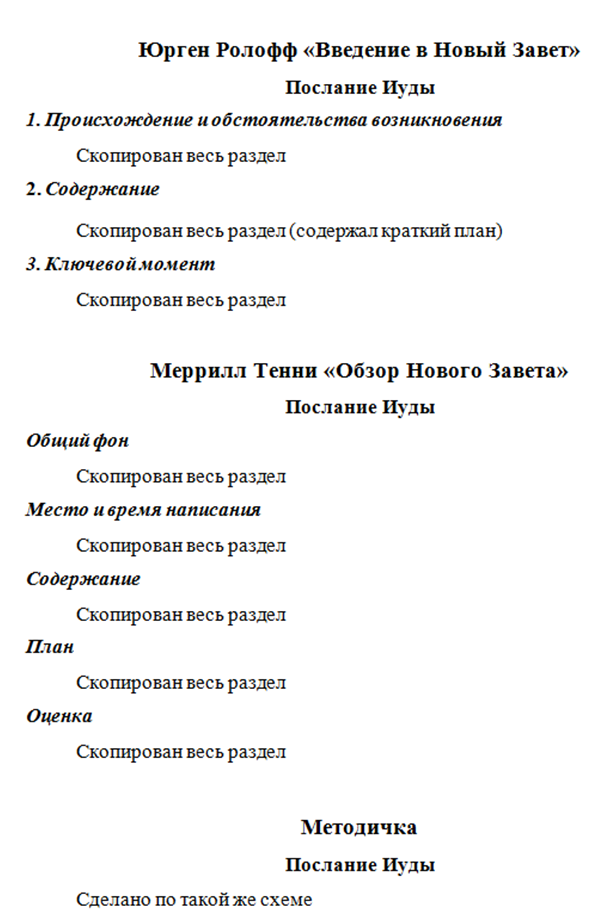 Юрген Ролофф «Введение в Новый Завет»
Послание Иуды
1. Происхождение и обстоятельства возникновения
Скопирован весь раздел
2. Содержание
Скопирован весь раздел (содержал краткий план)
3. Ключевой момент
Скопирован весь раздел
Меррилл Тенни «Обзор Нового Завета»
Послание Иуды
Общий фон
Скопирован весь раздел
Место и время написания
Скопирован весь раздел
Содержание
Скопирован весь раздел
План
Скопирован весь раздел
Оценка
Скопирован весь раздел
Методичка
Послание Иуды
Сделано по такой же схеме